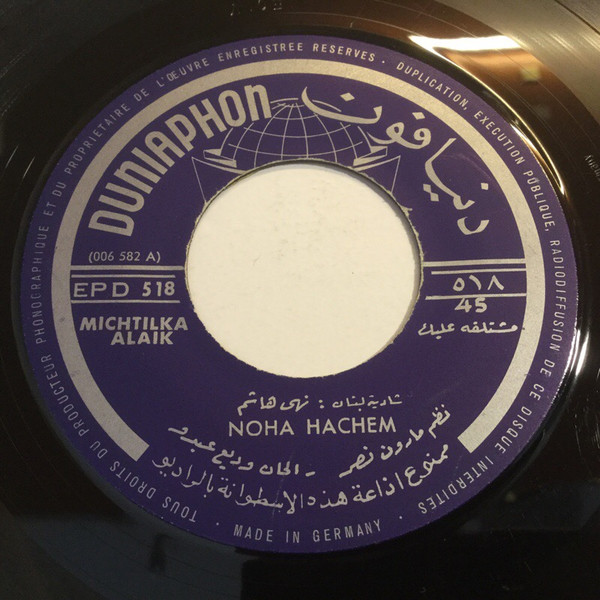 TOUS DROITS DU PRODUCTEUR PHONOGRAPHIQUE ET DU PROPRIETAIRE DE L'ŒUVRE ENREGISTREE RESERVES · DUPLICATION, EXECUTION PUBLIQUE, RADIODIFFUSION DE CE DISQUE INTERDITES
DUNIAPHON دنيافون
(006 582 A)
EPD 518 ٥١٨
45
MICHTILKA
ALAIK
مشتلقه عليك
شادية لبنان : نهى هاشم
NOHA HACHEM
نظم مارون نصر - الحان وديع عبدو
ممنوع اذاعة هذه الاسطوانة بالراديو
· MADE IN GERMANY ·